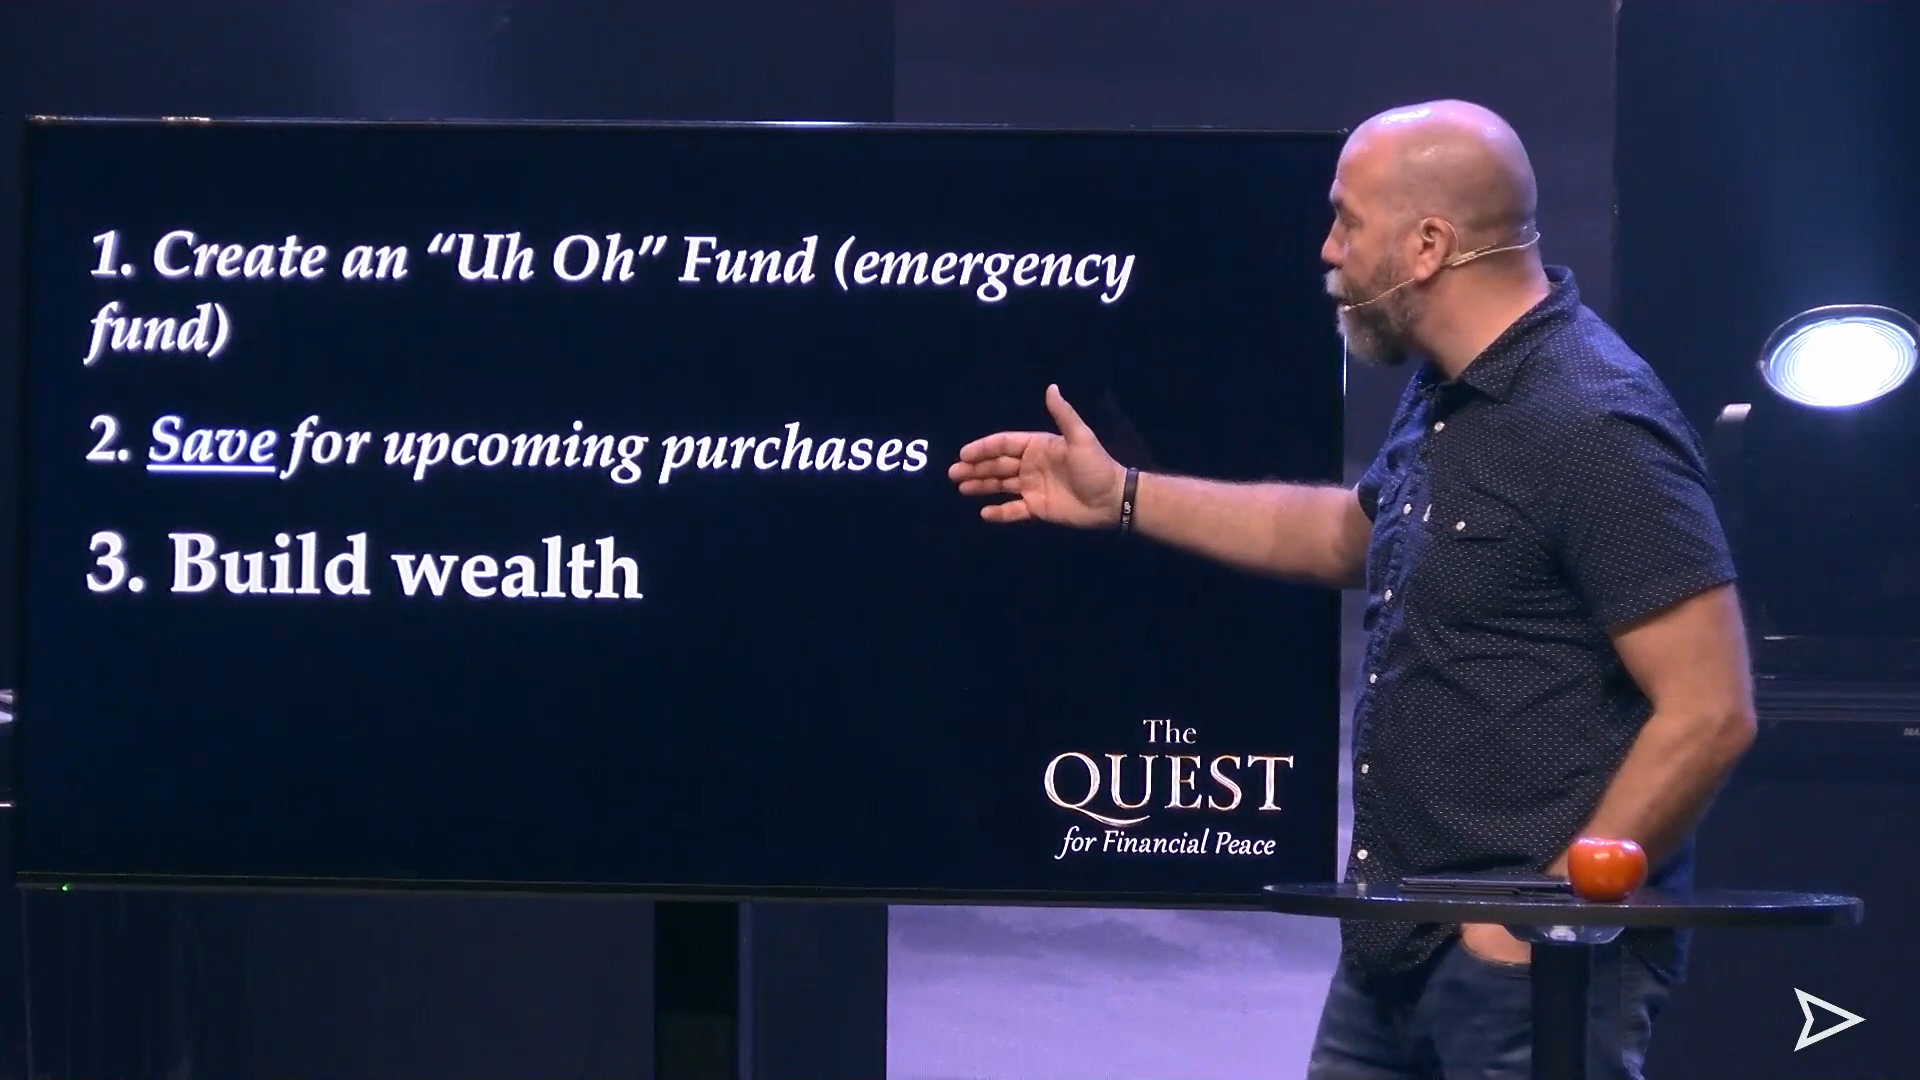 1. Create an “Uh Oh” Fund (emergency
fund)
2. Save for upcoming purchases
3. Build wealth
The
QUEST
for Financial Peace